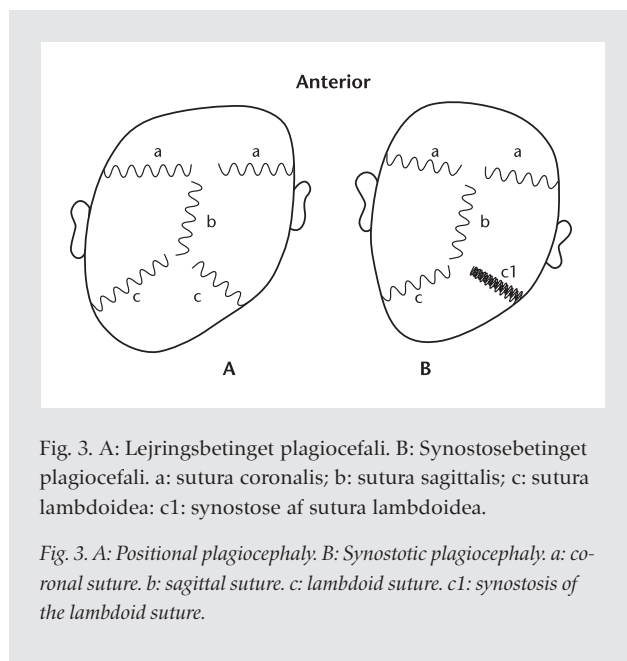 Anterior
a a
a a
b
b
c c
c c1
A B
Fig. 3. A: Lejringsbetinget plagiocefali. B: Synostosebetinget
plagiocefali. a: sutura coronalis; b: sutura sagittalis; c: sutura
lambdoidea: c1: synostose af sutura lambdoidea.
Fig. 3. A: Positional plagiocephaly. B: Synostotic plagiocephaly. a: co-
ronal suture. b: sagittal suture. c: lambdoid suture. c1: synostosis of
the lambdoid suture.